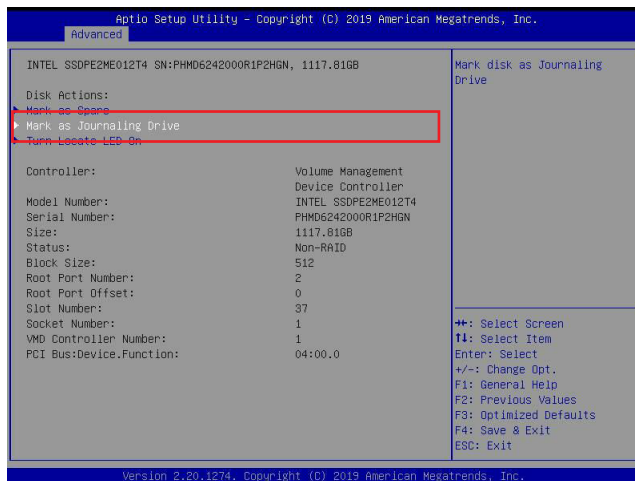 Aptio Setup Utility – Copyright (C) 2019 American Megatrends, Inc.
Advanced
INTEL SSDPE2ME012T4 SN:PHMD6242000R1P2HGN, 1117.81GB
Disk Actions:
Mark as Spare
Mark as Journaling Drive
Turn Locate LED On
Controller: Volume Management
Device Controller
Model Number: INTEL SSDPE2ME012T4
Serial Number: PHMD6242000R1P2HGN
Size: 1117.81GB
Status: Non-RAID
Block Size: 512
Root Port Number: 2
Root Port Offset: 0
Slot Number: 37
Socket Number: 1
VMD Controller Number: 1
PCI Bus:Device.Function: 04:00.0
Mark disk as Journaling
Drive
→←: Select Screen
↑↓: Select Item
Enter: Select
+/-: Change Opt.
F1: General Help
F2: Previous Values
F3: Optimized Defaults
F4: Save & Exit
ESC: Exit
Version 2.20.1274. Copyright (C) 2019 American Megatrends, Inc.